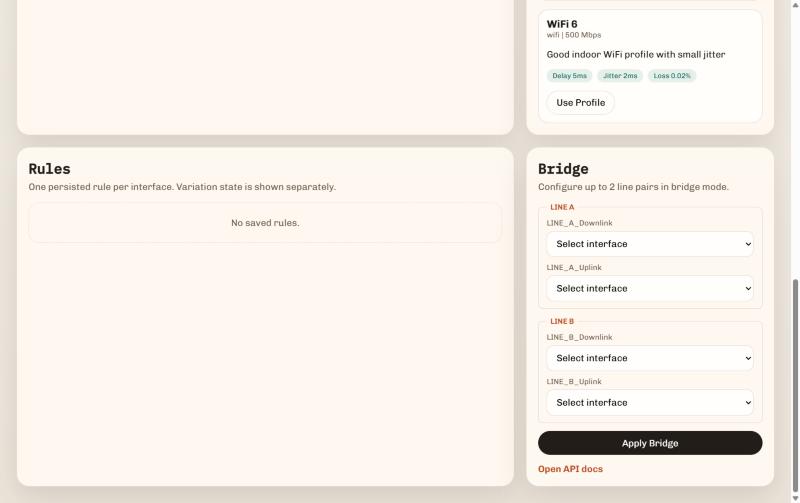 WiFi 6
wifi | 500 Mbps
Good indoor WiFi profile with small jitter
Delay 5ms Jitter 2ms Loss 0.02%
Use Profile
Rules
One persisted rule per interface. Variation state is shown separately.
No saved rules.
Bridge
Configure up to 2 line pairs in bridge mode.
LINE A
LINE_A_Downlink
Select interface
LINE_A_Uplink
Select interface
LINE B
LINE_B_Downlink
Select interface
LINE_B_Uplink
Select interface
Apply Bridge
Open API docs